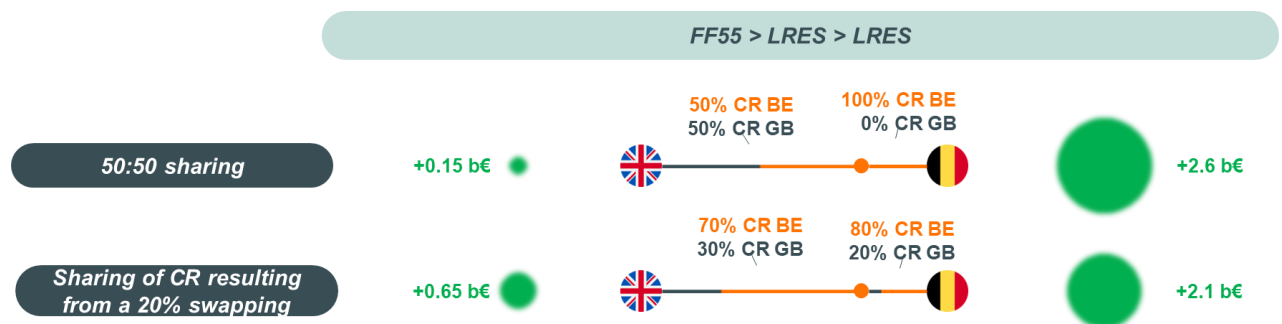 FF55 > LRES > LRES
50% CR BE
50% CR GB
100% CR BE
0% CR GB
50:50 sharing
+0.15 b€
+2.6 b€
70% CR BE
30% CR GB
80% CR BE
20% CR GB
Sharing of CR resulting
from a 20% swapping
+0.65 b€
+2.1 b€